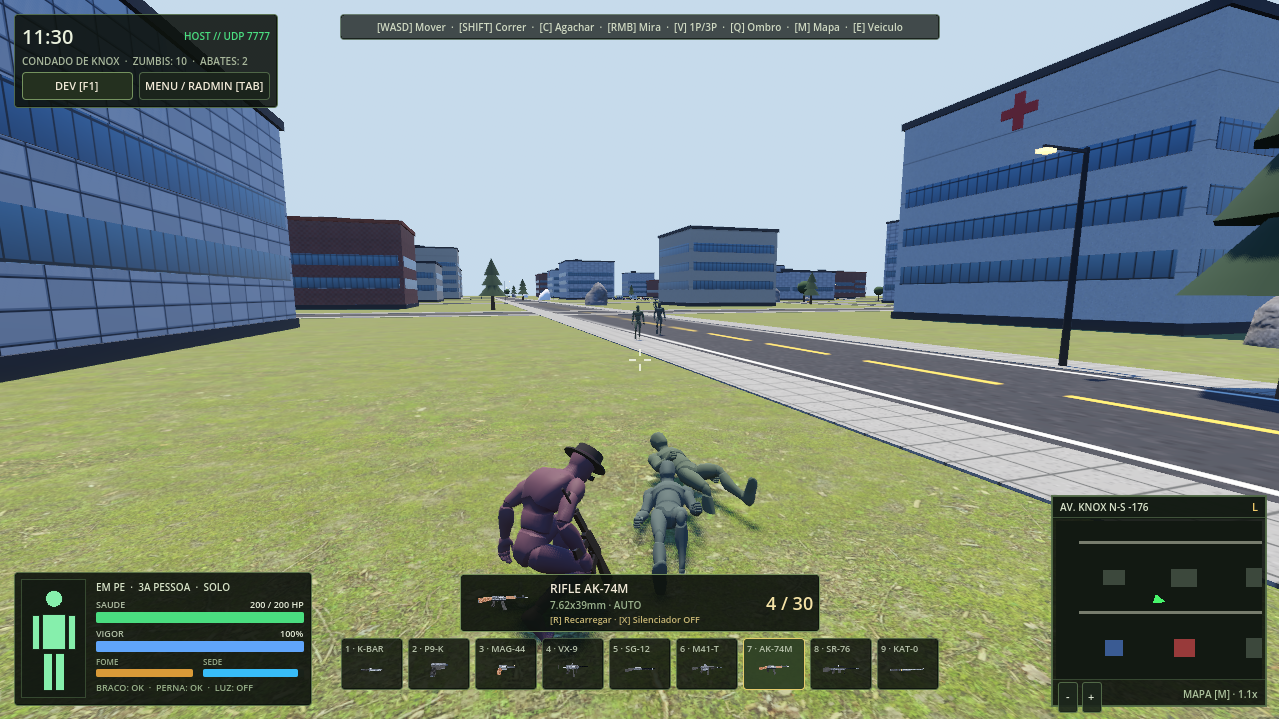 [WASD] Mover · [SHIFT] Correr · [C] Agachar · [RMB] Mira · [V] 1P/3P · [Q] Ombro · [M] Mapa · [E] Veiculo
11:30
HOST // UDP 7777
CONDADO DE KNOX · ZUMBIS: 10 · ABATES: 2
DEV [F1]
MENU / RADMIN [TAB]
AV. KNOX N-S -176
L
EM PE · 3A PESSOA · SOLO
SAUDE
200 / 200 HP
VIGOR
100%
FOME
SEDE
BRACO: OK · PERNA: OK · LUZ: OFF
RIFLE AK-74M
7.62x39mm · AUTO
[R] Recarregar · [X] Silenciador OFF
4 / 30
1 · K-BAR
2 · P9-K
3 · MAG-44
4 · VX-9
5 · SG-12
6 · M41-T
7 · AK-74M
8 · SR-76
9 · KAT-0
-
+
MAPA [M] · 1.1x